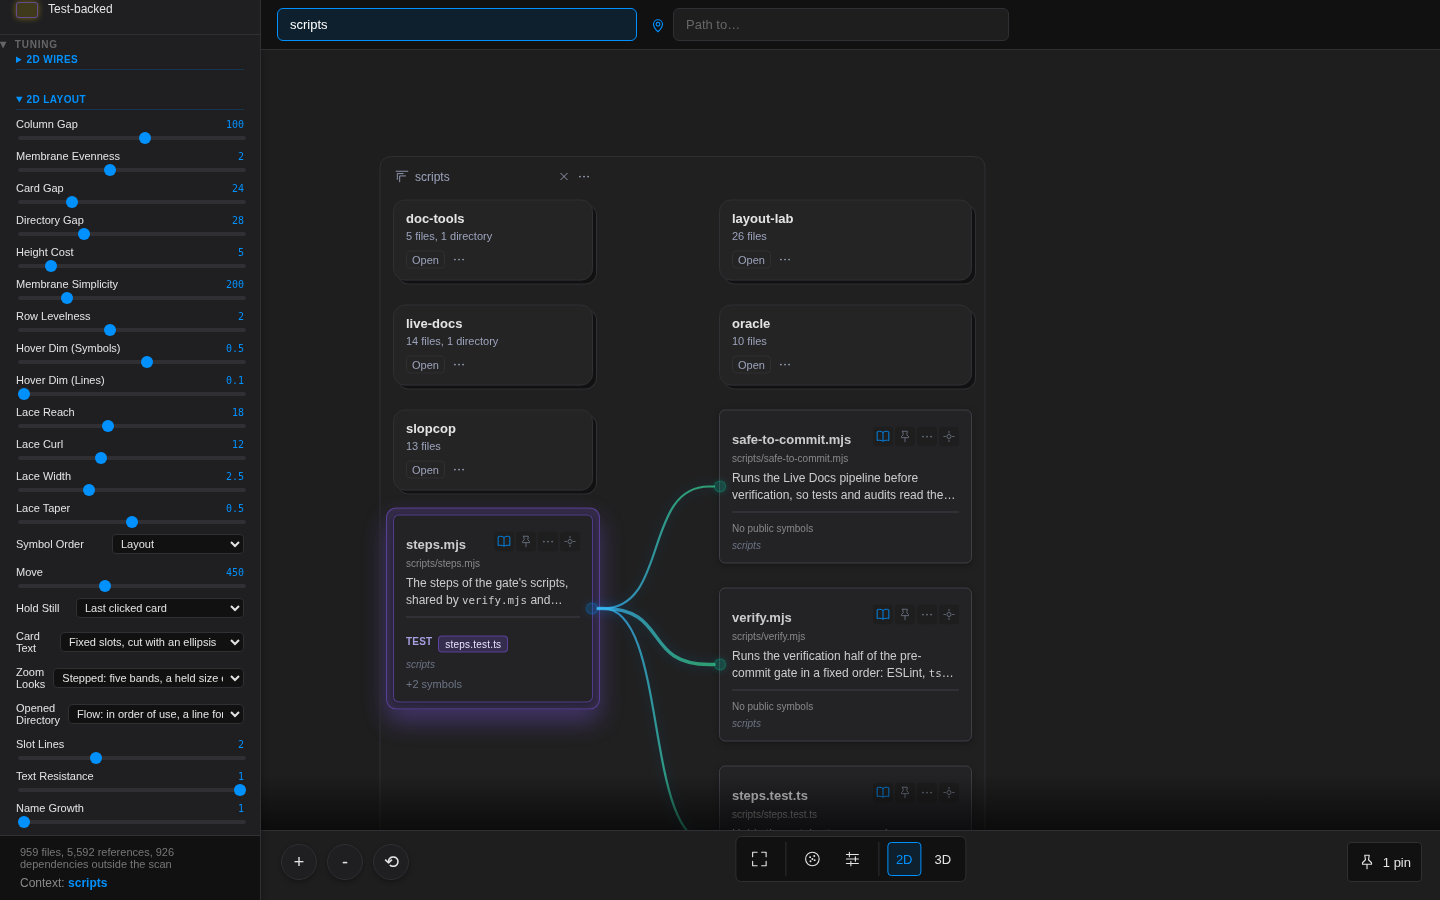 Test-backed
TUNING
2D WIRES
2D LAYOUT
Column Gap 100
Membrane Evenness 2
Card Gap 24
Directory Gap 28
Height Cost 5
Membrane Simplicity 200
Row Levelness 2
Hover Dim (Symbols) 0.5
Hover Dim (Lines) 0.1
Lace Reach 18
Lace Curl 12
Lace Width 2.5
Lace Taper 0.5
Symbol Order Layout
Move 450
Hold Still Last clicked card
Card Text Fixed slots, cut with an ellipsis
Zoom Looks Stepped: five bands, a held size
Opened Directory Flow: in order of use, a line for
Slot Lines 2
Text Resistance 1
Name Growth 1
959 files, 5,592 references, 926
dependencies outside the scan
Context: scripts
scripts
Path to…
scripts
doc-tools
5 files, 1 directory
Open
layout-lab
26 files
Open
live-docs
14 files, 1 directory
Open
oracle
10 files
Open
slopcop
13 files
Open
safe-to-commit.mjs
scripts/safe-to-commit.mjs
Runs the Live Docs pipeline before
verification, so tests and audits read the…
No public symbols
scripts
steps.mjs
scripts/steps.mjs
The steps of the gate's scripts,
shared by verify.mjs and…
TEST steps.test.ts
scripts
+2 symbols
verify.mjs
scripts/verify.mjs
Runs the verification half of the pre-
commit gate in a fixed order: ESLint, ts…
No public symbols
scripts
steps.test.ts
scripts/steps.test.ts
+ - ⟲
2D 3D
1 pin